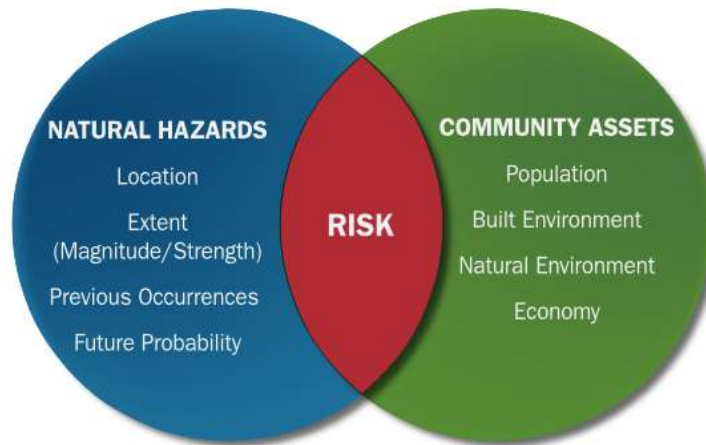 NATURAL HAZARDS
Location
Extent
(Magnitude/Strength)
Previous Occurrences
Future Probability
RISK
COMMUNITY ASSETS
Population
Built Environment
Natural Environment
Economy